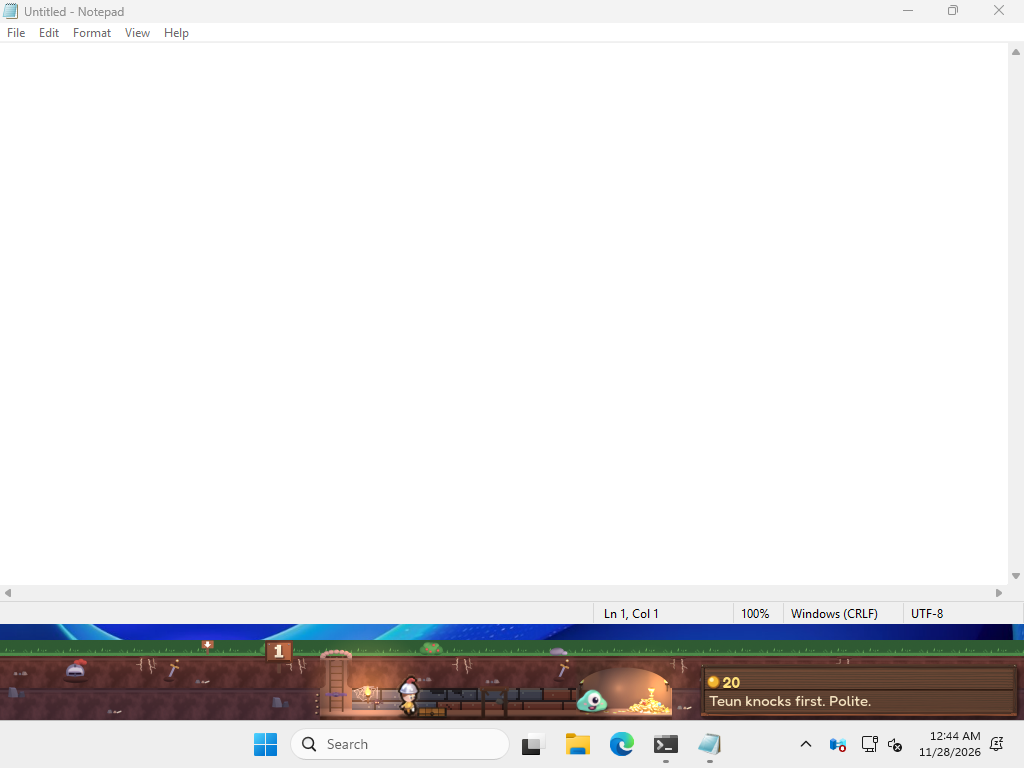 Untitled - Notepad
File Edit Format View Help
Ln 1, Col 1 100% Windows (CRLF) UTF-8
1
20
Teun knocks first. Polite.
Search
12:44 AM
11/28/2026